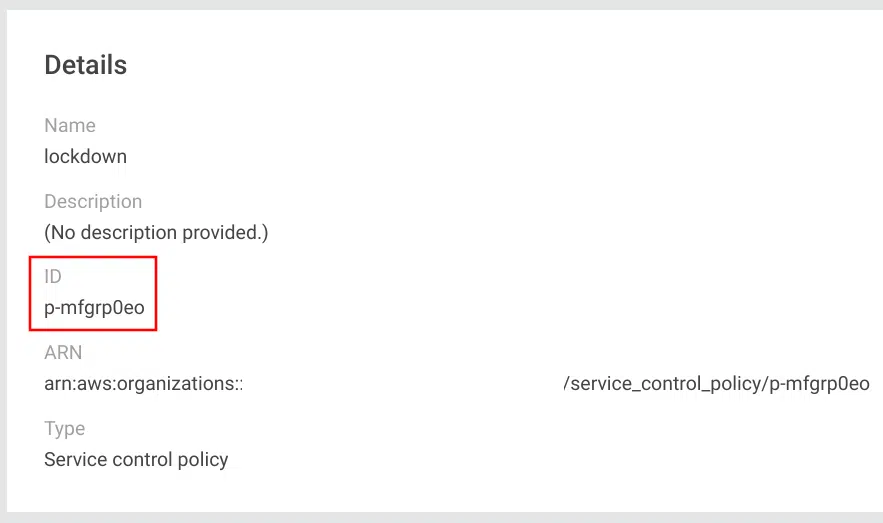 Details
Name
lockdown
Description
(No description provided.)
ID
p-mfgrp0eo
ARN
arn:aws:organizations:: /service_control_policy/p-mfgrp0eo
Type
Service control policy